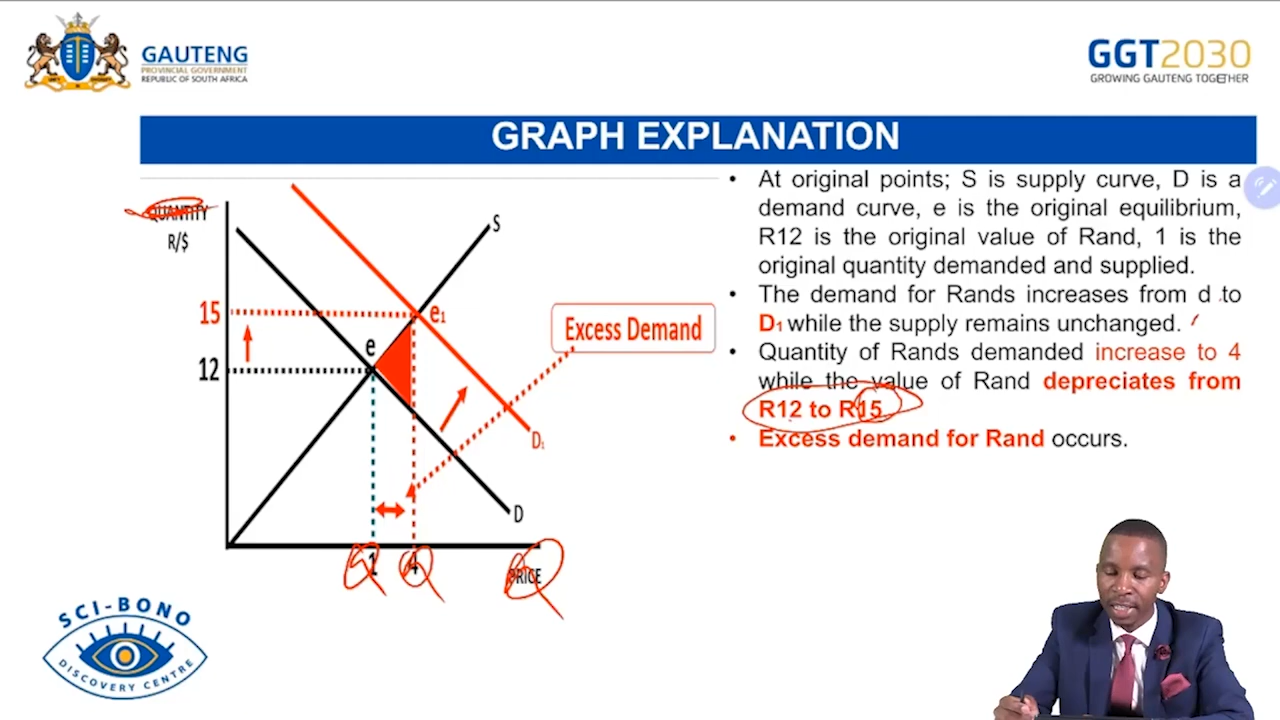 GAUTENG
PROVINCIAL GOVERNMENT
REPUBLIC OF SOUTH AFRICA
GGT2030
GROWING GAUTENG TOGETHER
GRAPH EXPLANATION
QUANTITY
R/$
15
12
e
e1
S
D1
D
Excess Demand
1
4
PRICE
Q
Q
Q
• At original points; S is supply curve, D is a
demand curve, e is the original equilibrium,
R12 is the original value of Rand, 1 is the
original quantity demanded and supplied.
• The demand for Rands increases from d to
D1 while the supply remains unchanged.
• Quantity of Rands demanded increase to 4
while the value of Rand depreciates from
R12 to R15
• Excess demand for Rand occurs.
SCI-BONO
DISCOVERY CENTRE